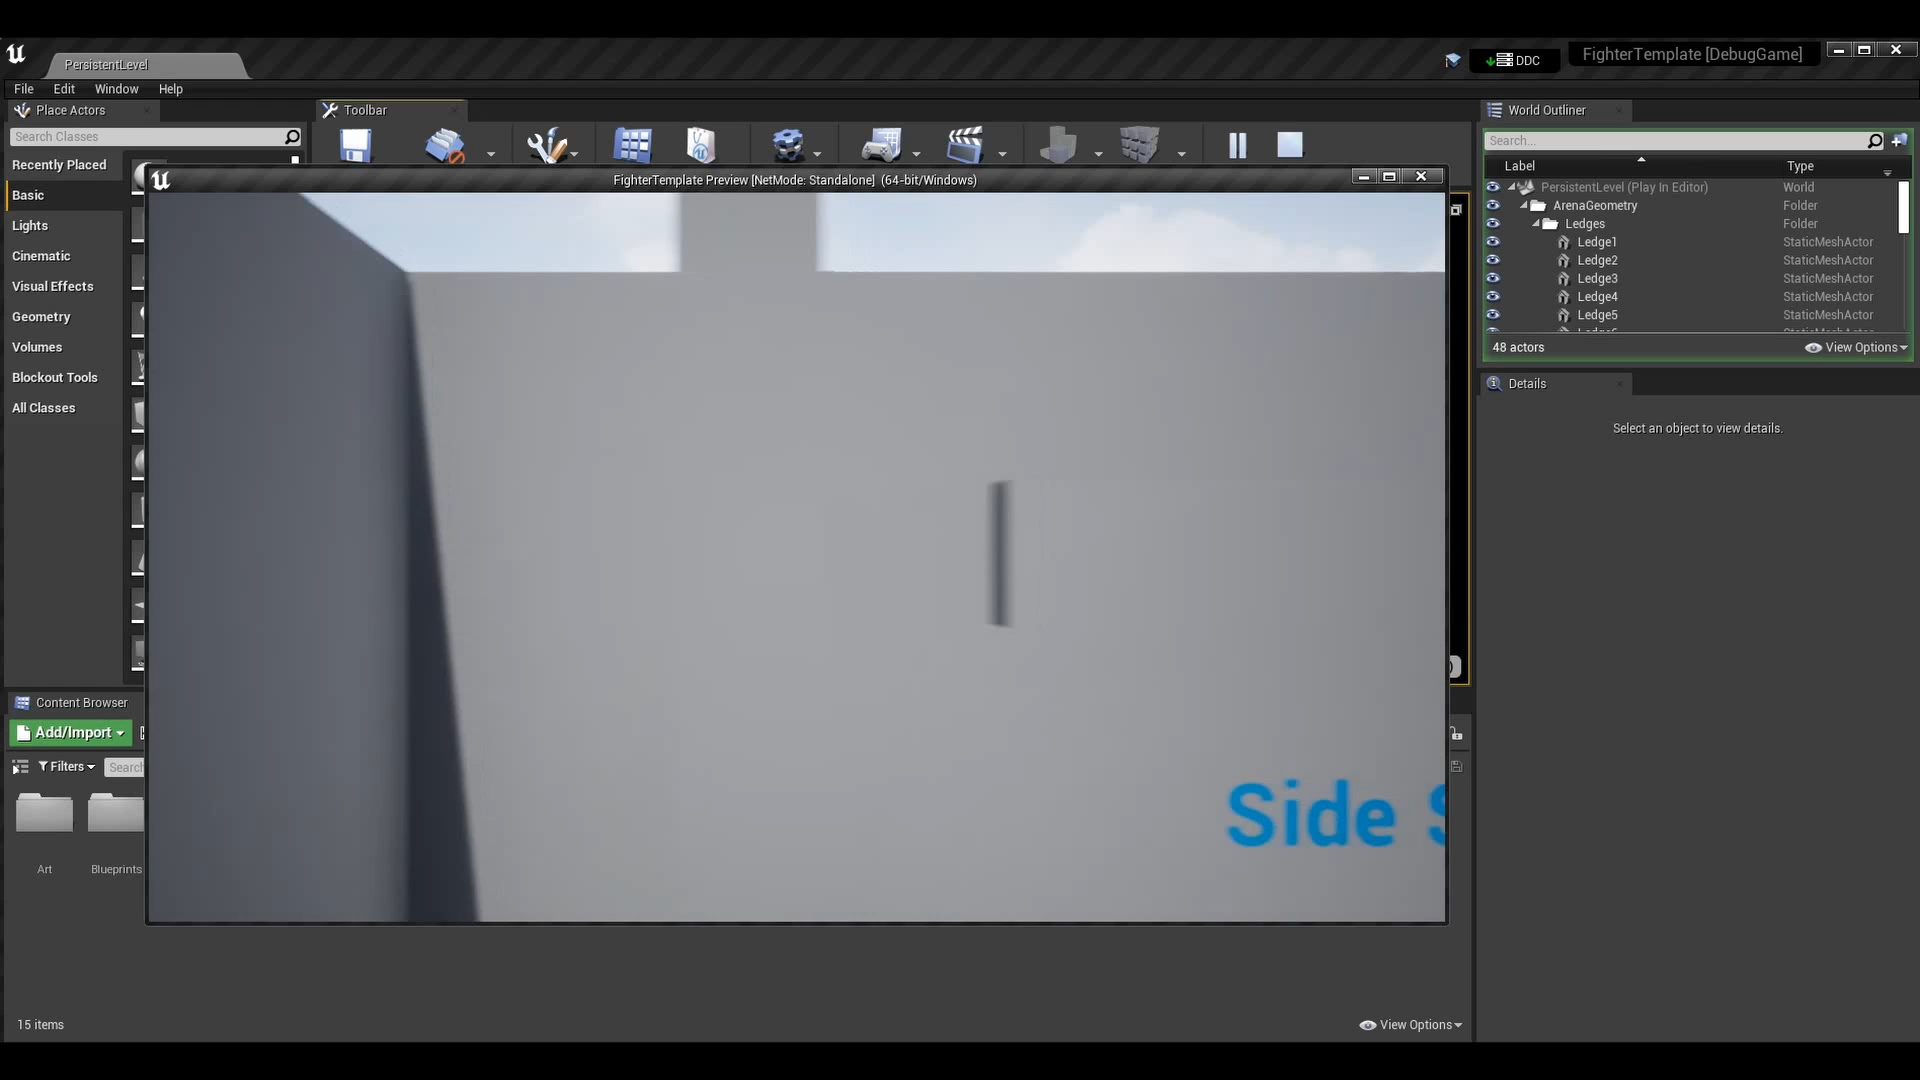 PersistentLevel
DDC
FighterTemplate [DebugGame]
File Edit Window Help
Place Actors
Toolbar
World Outliner
Search Classes
Search...
Recently Placed
Basic
Lights
Cinematic
Visual Effects
Geometry
Volumes
Blockout Tools
All Classes
FighterTemplate Preview [NetMode: Standalone] (64-bit/Windows)
Side
Label Type
PersistentLevel (Play In Editor) World
ArenaGeometry Folder
Ledges Folder
Ledge1 StaticMeshActor
Ledge2 StaticMeshActor
Ledge3 StaticMeshActor
Ledge4 StaticMeshActor
Ledge5 StaticMeshActor
48 actors
View Options
Details
Select an object to view details.
Content Browser
Add/Import
Filters
Search
Art
Blueprints
15 items
View Options